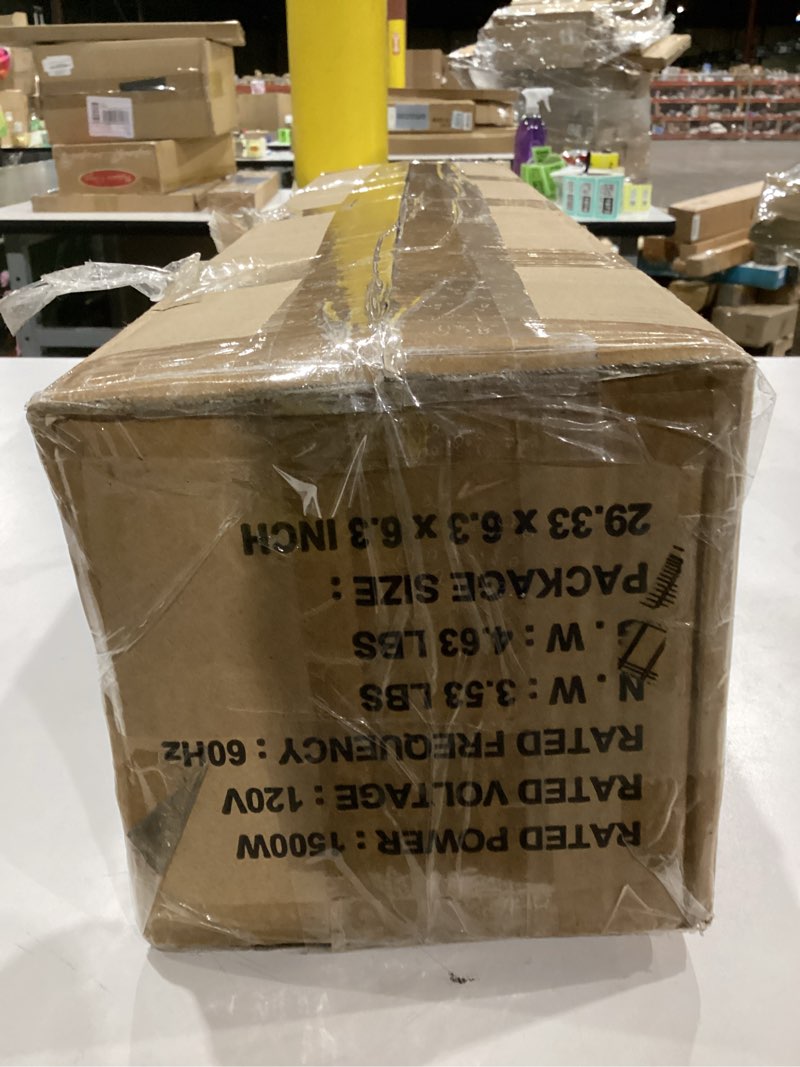 RATED POWER : 1500W
RATED VOLTAGE : 120V
RATED FREQUENCY : 60Hz
N . W : 3.53 LBS
. W : 4.63 LBS
PACKAGE SIZE :
29.33 x 6.3 x 6.3 INCH